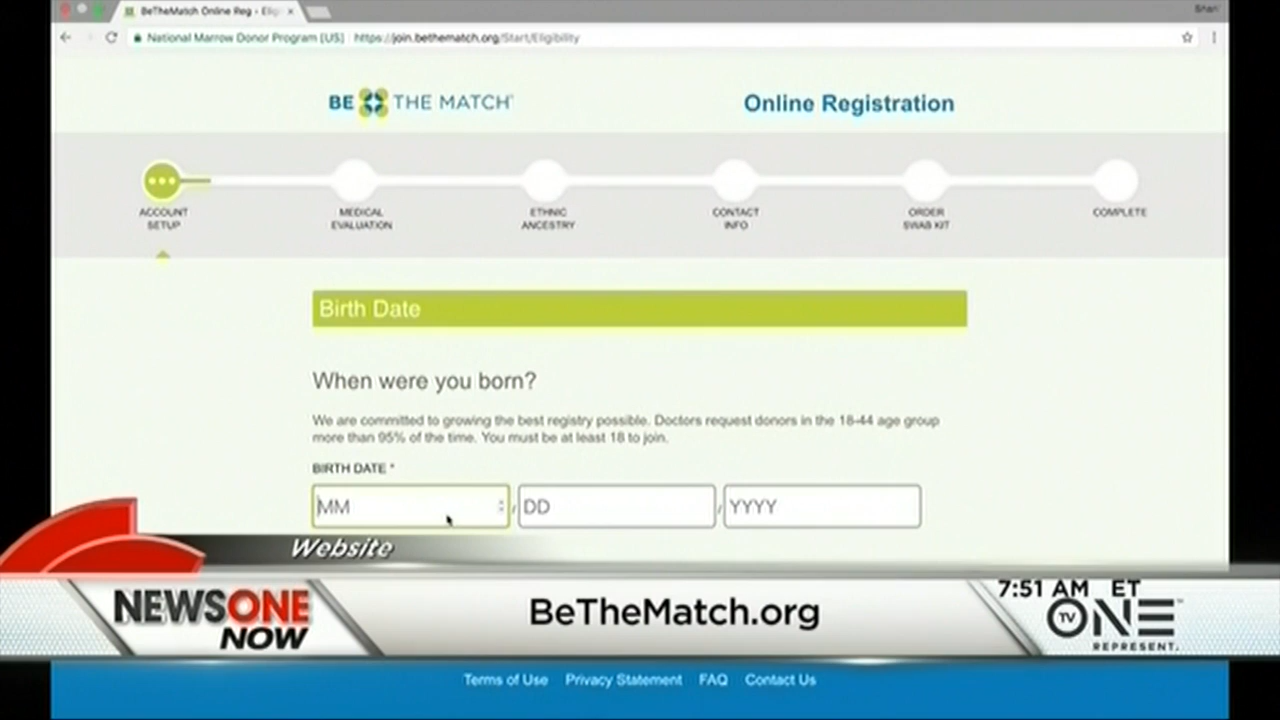 BeTheMatch Online Reg - Elig
National Marrow Donor Program [US] https://join.bethematch.org/Start/Eligibility
BE THE MATCH
Online Registration
ACCOUNT
SETUP
MEDICAL
EVALUATION
ETHNIC
ANCESTRY
CONTACT
INFO
ORDER
SWAB KIT
COMPLETE
Birth Date
When were you born?
We are committed to growing the best registry possible. Doctors request donors in the 18-44 age group
more than 95% of the time. You must be at least 18 to join.
BIRTH DATE *
MM / DD / YYYY
Website
NEWSONE
NOW
BeTheMatch.org
7:51 AM ET
TV ONE
REPRESENT.
Terms of Use Privacy Statement FAQ Contact Us